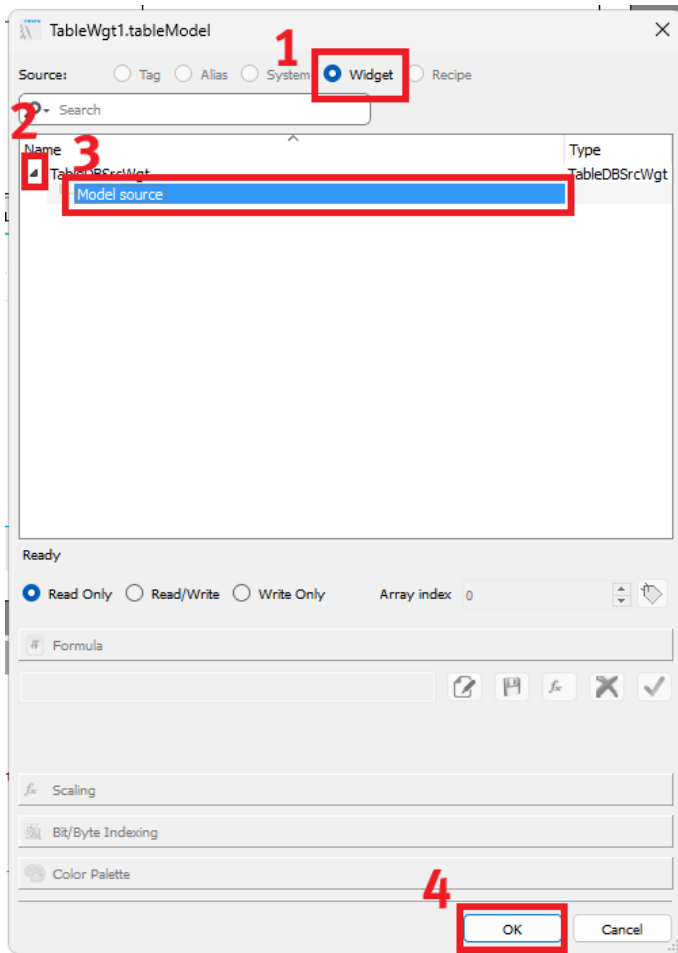 TableWgt1.tableModel
1
Source: Tag Alias System Widget Recipe
2
Search
3
Name Type
TableDBSrcWgt TableDBSrcWgt
Model source
Ready
Read Only Read/Write Write Only Array index 0
Formula
Scaling
Bit/Byte Indexing
Color Palette
4
OK Cancel